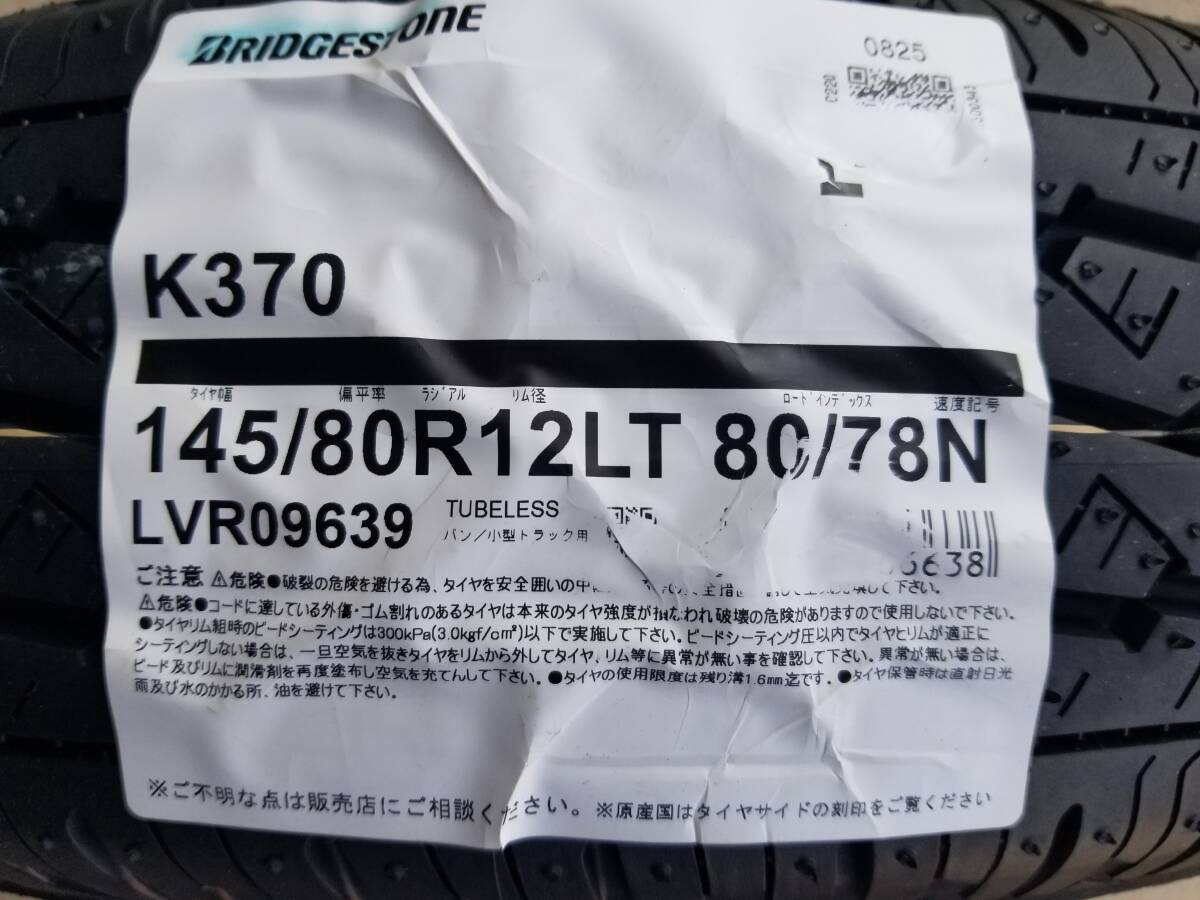 BRIDGESTONE
0825
C220
K370
タイヤ幅 偏平率 ラジアル リム径 ロードインデックス 速度記号
145/80R12LT 80/78N
LVR09639 TUBELESS
バン／小型トラック用
6638
ご注意 ⚠危険●破裂の危険を避ける為、タイヤを安全囲いの中に
⚠危険●コードに達している外傷・ゴム割れのあるタイヤは本来のタイヤ強度が損なわれ破壊の危険がありますので使用しないで下さい。
●タイヤリム組時のビードシーティングは300kPa(3.0kgf/cm²)以下で実施して下さい。ビードシーティング圧以内でタイヤとリムが適正に
シーティングしない場合は、一旦空気を抜きタイヤをリムから外してタイヤ、リム等に異常が無い事を確認して下さい。異常が無い場合は、
ビード及びリムに潤滑剤を再度塗布し空気を充てんして下さい。●タイヤの使用限度は残り溝1.6mm迄です。●タイヤ保管時は直射日光
雨及び水のかかる所、油を避けて下さい。
※ご不明な点は販売店にご相談ください。※原産国はタイヤサイドの刻印をご覧ください